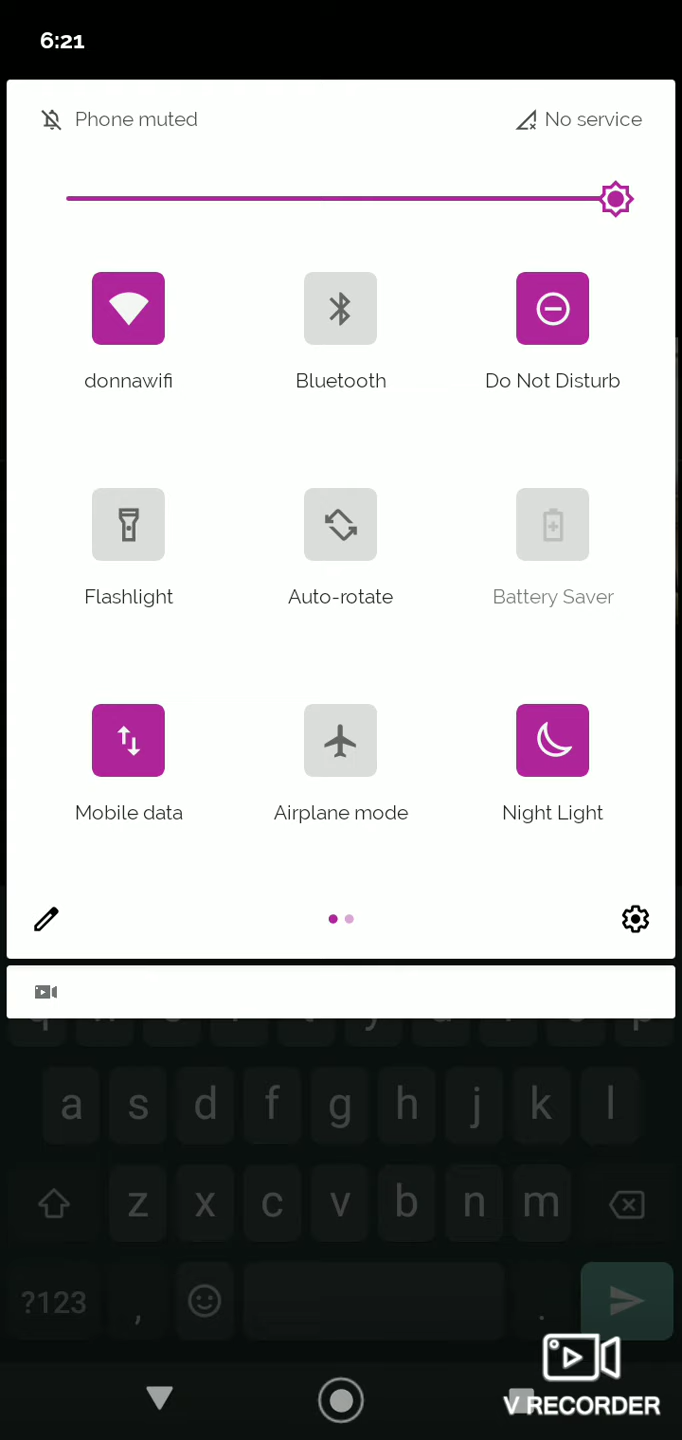 6:21
Phone muted
No service
donnawifi
Bluetooth
Do Not Disturb
Flashlight
Auto-rotate
Battery Saver
Mobile data
Airplane mode
Night Light
a s d f g h j k l
z x c v b n m
?123 , .
V RECORDER